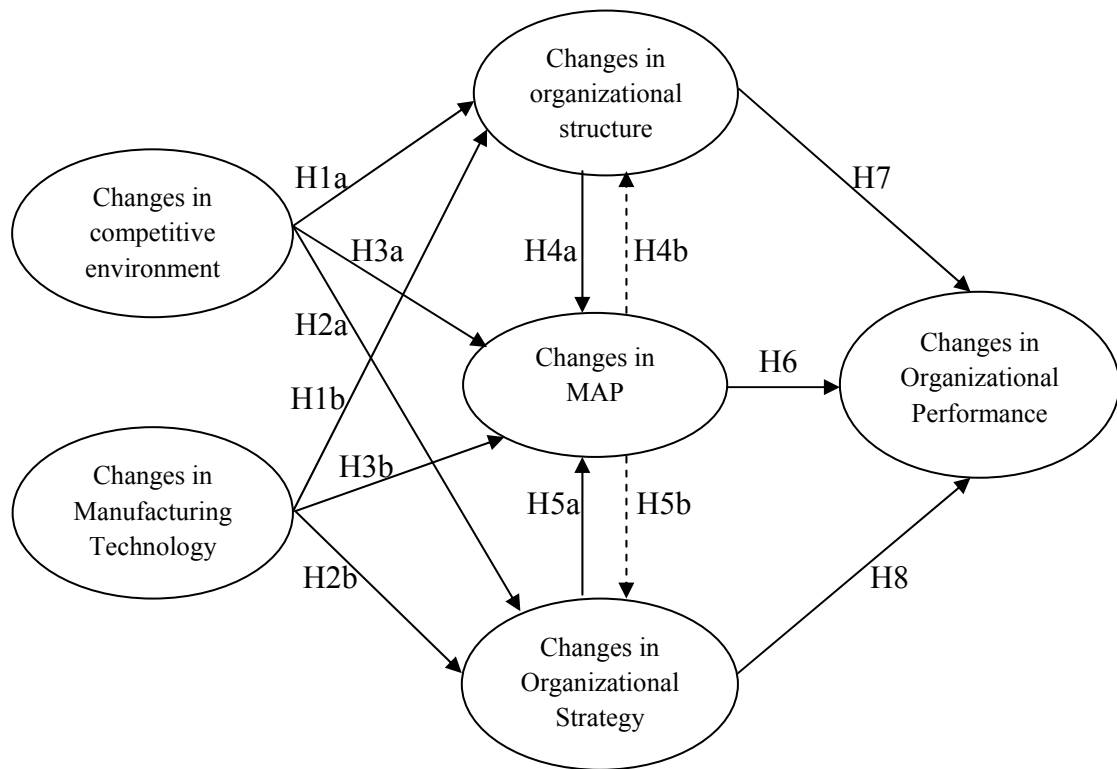 Changes in
organizational
structure
H1a
H7
Changes in
competitive
environment
H3a
H4a
H4b
H2a
Changes in
MAP
H6
Changes in
Organizational
Performance
H1b
Changes in
Manufacturing
Technology
H3b
H5a
H5b
H2b
H8
Changes in
Organizational
Strategy